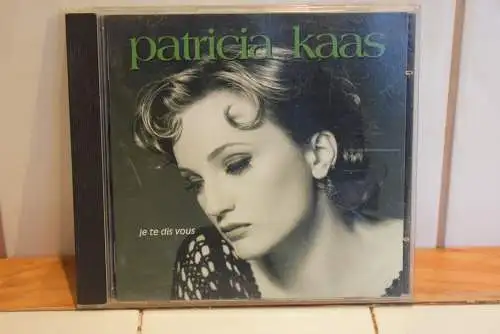 patricia kaas
je te dis vous